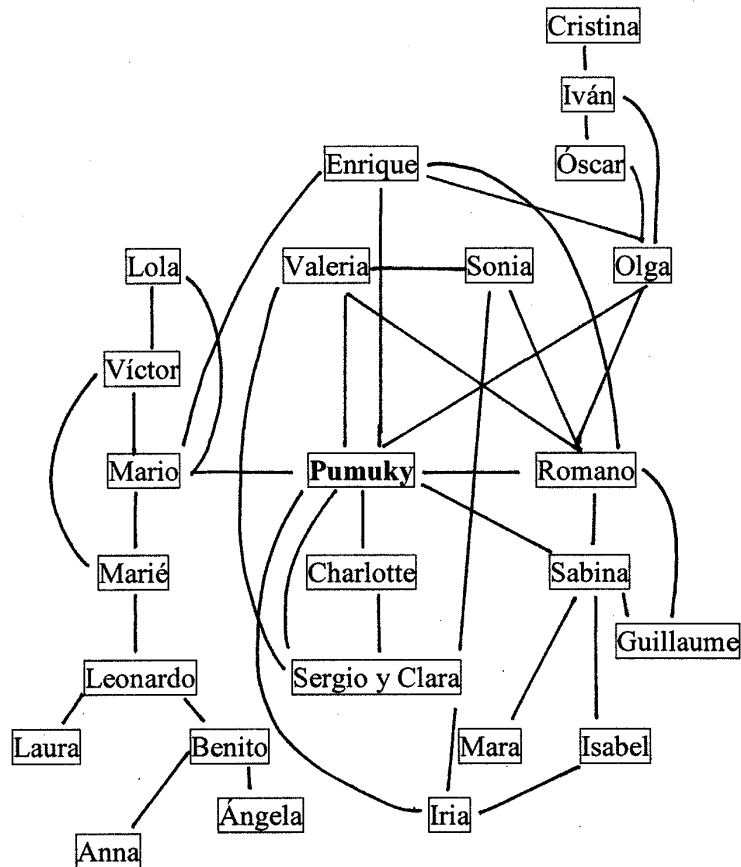 Cristina
Iván
Enrique
Óscar
Lola
Valeria
Sonia
Olga
Víctor
Mario
Pumuky
Romano
Marié
Charlotte
Sabina
Guillaume
Leonardo
Sergio y Clara
Laura
Benito
Mara
Isabel
Ángela
Iria
Anna